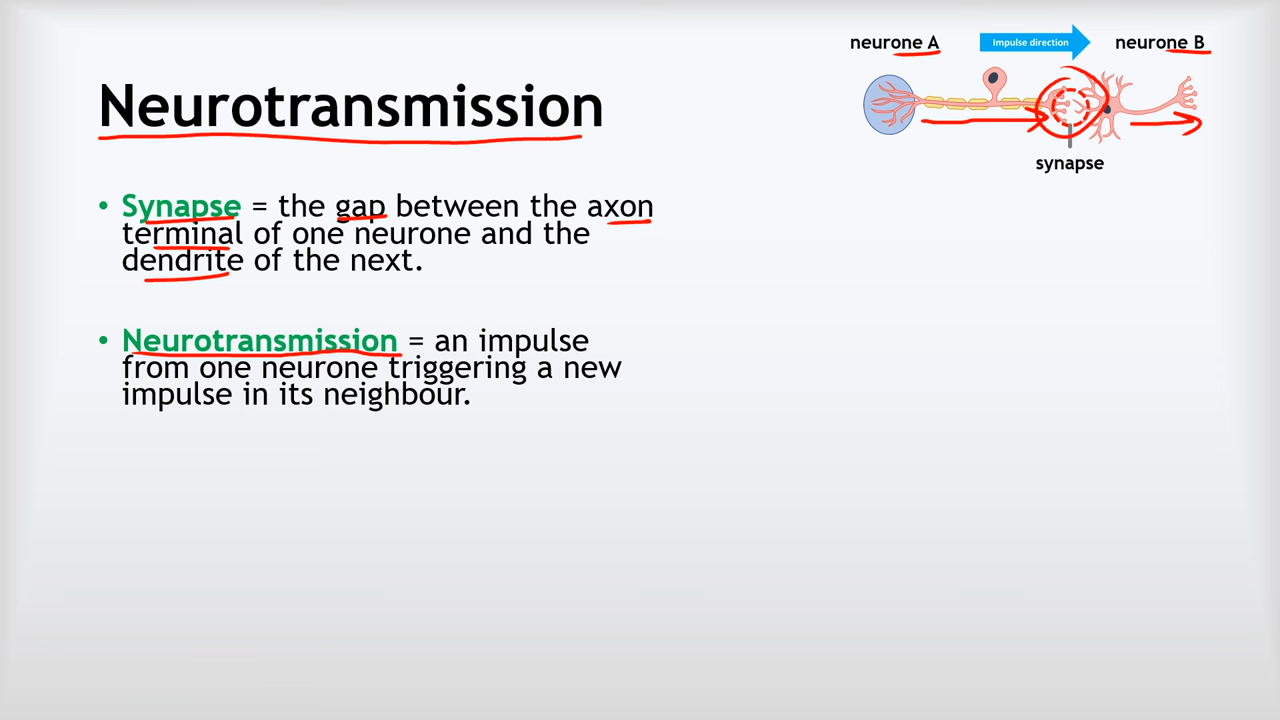 neurone A
Impulse direction
neurone B
Neurotransmission
synapse
• Synapse = the gap between the axon
terminal of one neurone and the
dendrite of the next.
• Neurotransmission = an impulse
from one neurone triggering a new
impulse in its neighbour.